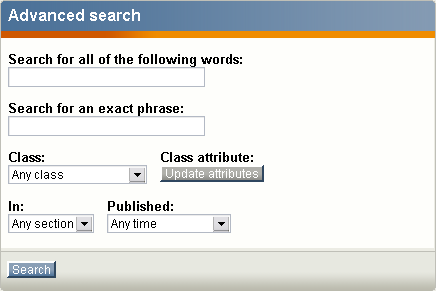 Advanced search
Search for all of the following words:
Search for an exact phrase:
Class: Class attribute:
Any class Update attributes
In: Published:
Any section Any time
Search